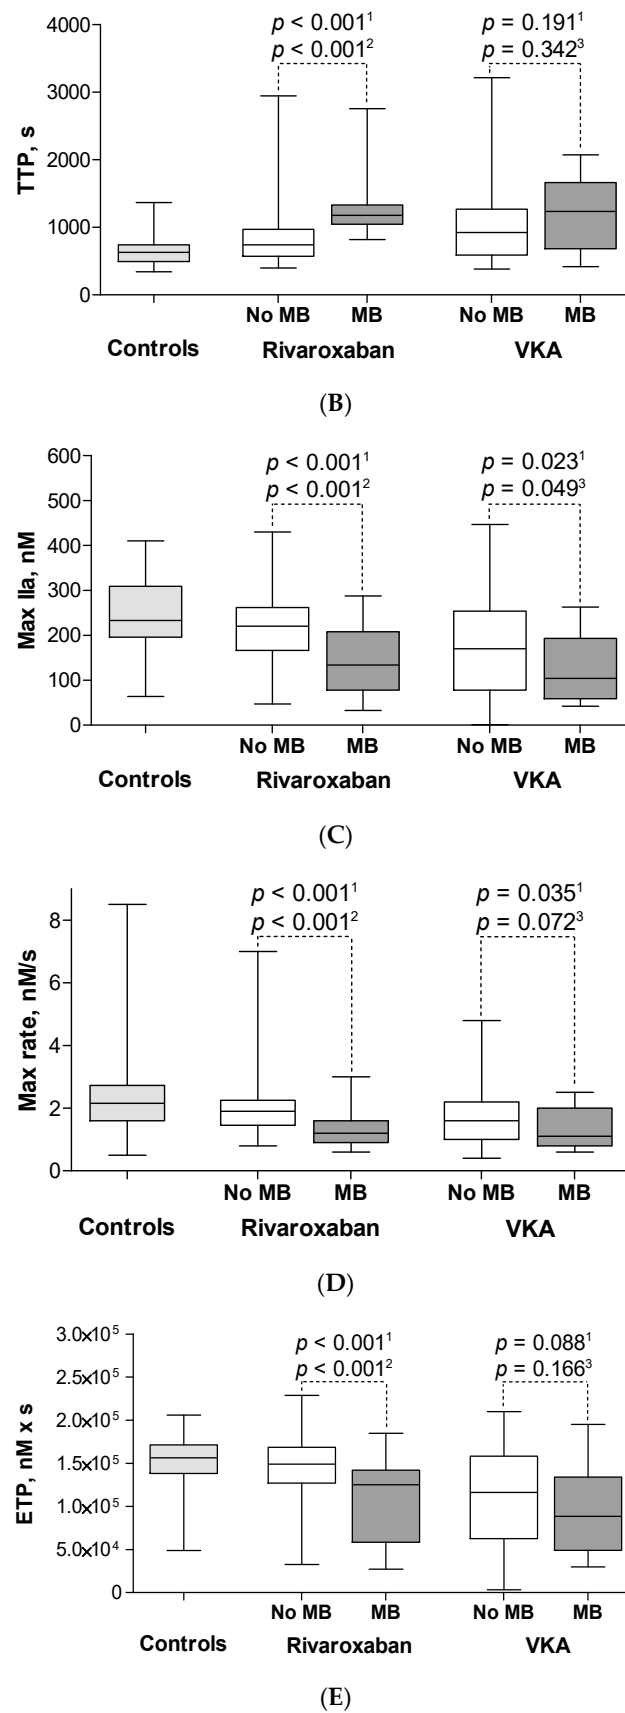 p < 0.001¹ p = 0.191¹
p < 0.001² p = 0.342³
TTP, s
4000
3000
2000
1000
0
No MB MB No MB MB
Controls Rivaroxaban VKA
(B)
p < 0.001¹ p = 0.023¹
p < 0.001² p = 0.049³
Max IIa, nM
600
500
400
300
200
100
0
No MB MB No MB MB
Controls Rivaroxaban VKA
(C)
p < 0.001¹ p = 0.035¹
p < 0.001² p = 0.072³
Max rate, nM/s
8
6
4
2
0
No MB MB No MB MB
Controls Rivaroxaban VKA
(D)
p < 0.001¹ p = 0.088¹
p < 0.001² p = 0.166³
ETP, nM x s
3.0×10⁵
2.5×10⁵
2.0×10⁵
1.5×10⁵
1.0×10⁵
5.0×10⁴
0
No MB MB No MB MB
Controls Rivaroxaban VKA
(E)